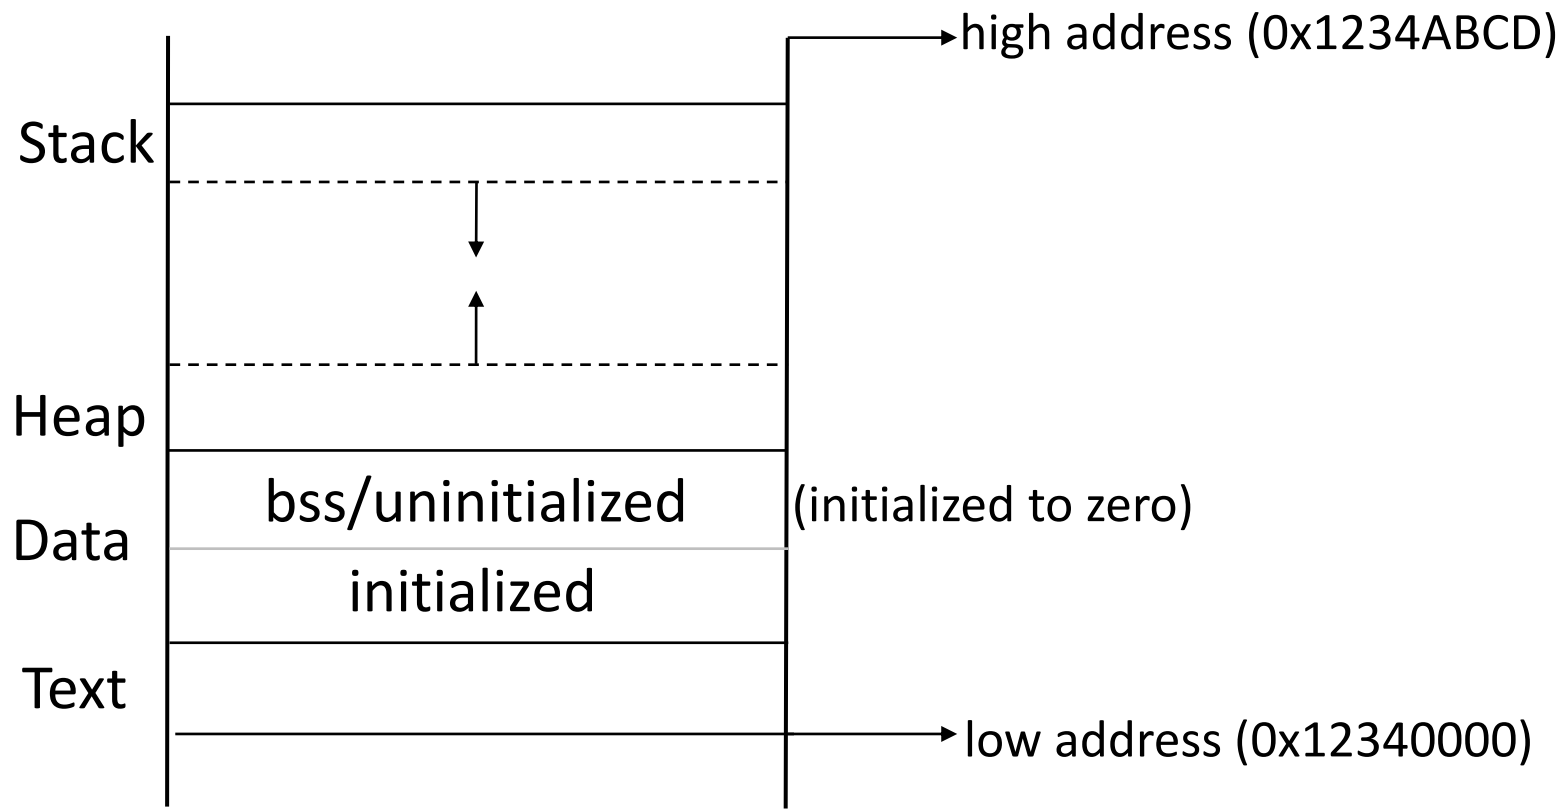 high address (0x1234ABCD)
Stack
Heap
bss/uninitialized
(initialized to zero)
Data
initialized
Text
low address (0x12340000)